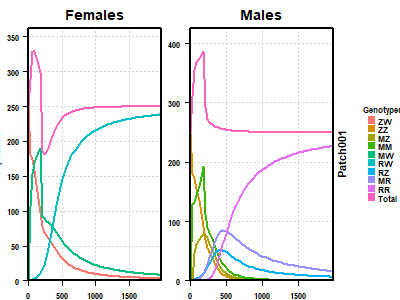 Females
Males
350
300
250
200
150
100
50
0
0
500
1000
1500
400
300
200
100
0
0
500
1000
1500
Patch001
Genotypes
ZW
ZZ
MZ
MM
MW
RW
RZ
MR
RR
Total